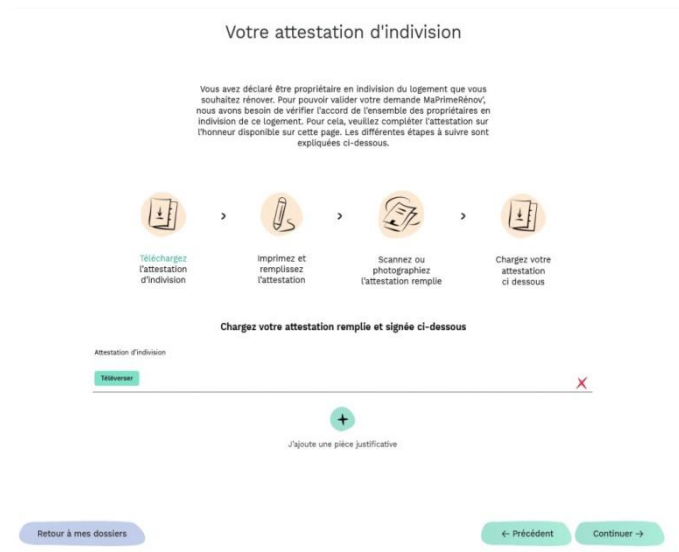 Votre attestation d'indivision
Vous avez déclaré être propriétaire en indivision du logement que vous
souhaitez rénover. Pour pouvoir valider votre demande MaPrimeRénov',
nous avons besoin de vérifier l'accord de l'ensemble des propriétaires en
indivision de ce logement. Pour cela, veuillez compléter l'attestation sur
l'honneur disponible sur cette page. Les différentes étapes à suivre sont
expliquées ci-dessous.
Téléchargez
l'attestation
d'indivision
Imprimez et
remplissez
l'attestation
Scannez ou
photographiez
l'attestation remplie
Chargez votre
attestation
ci dessous
Chargez votre attestation remplie et signée ci-dessous
Attestation d'indivision
Téléverser
J'ajoute une pièce justificative
Retour à mes dossiers
← Précédent
Continuer →